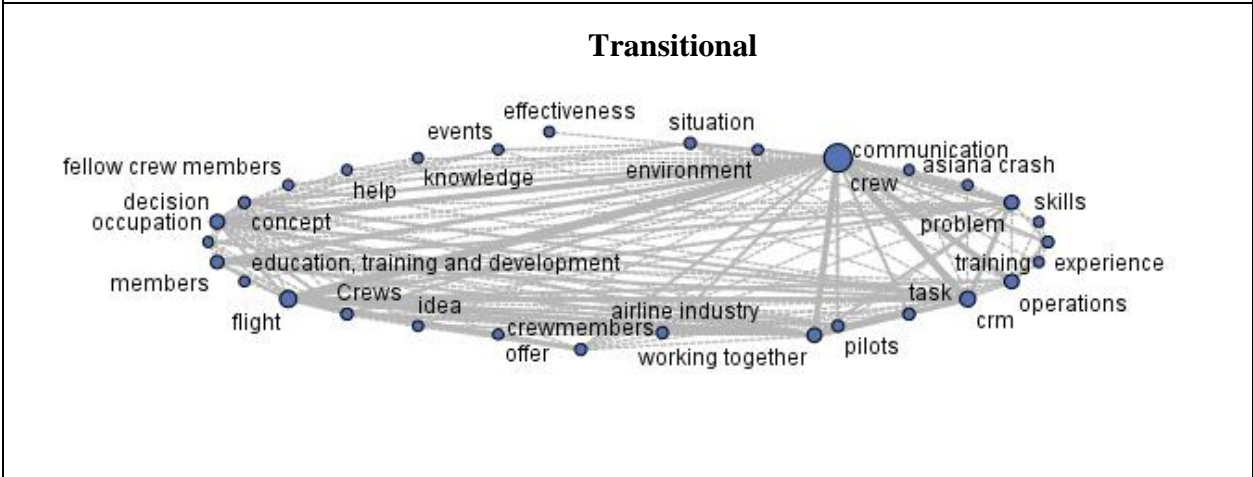 Transitional
effectiveness
situation
events
communication
asiana crash
fellow crew members
environment
knowledge
help
crew
decision
skills
occupation
concept
problem
education, training and development
training
experience
members
Crews
task
idea
airline industry
operations
flight
crewmembers
crm
offer
working together
pilots